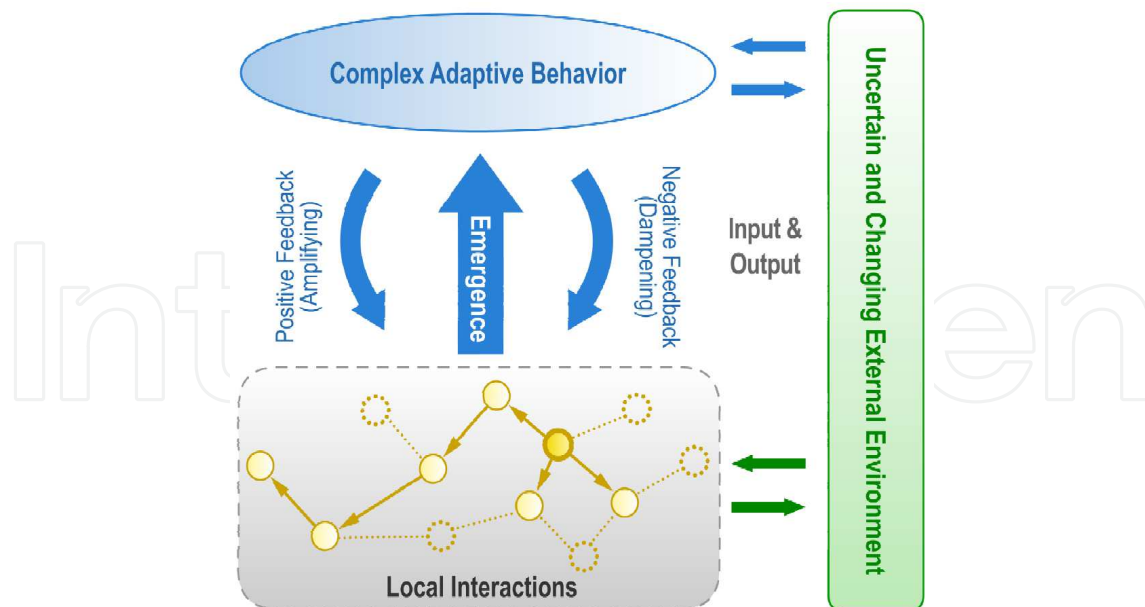 Complex Adaptive Behavior
Positive Feedback
(Amplifying)
Emergence
Negative Feedback
(Dampening)
Input &
Output
Uncertain and Changing External Environment
Local Interactions